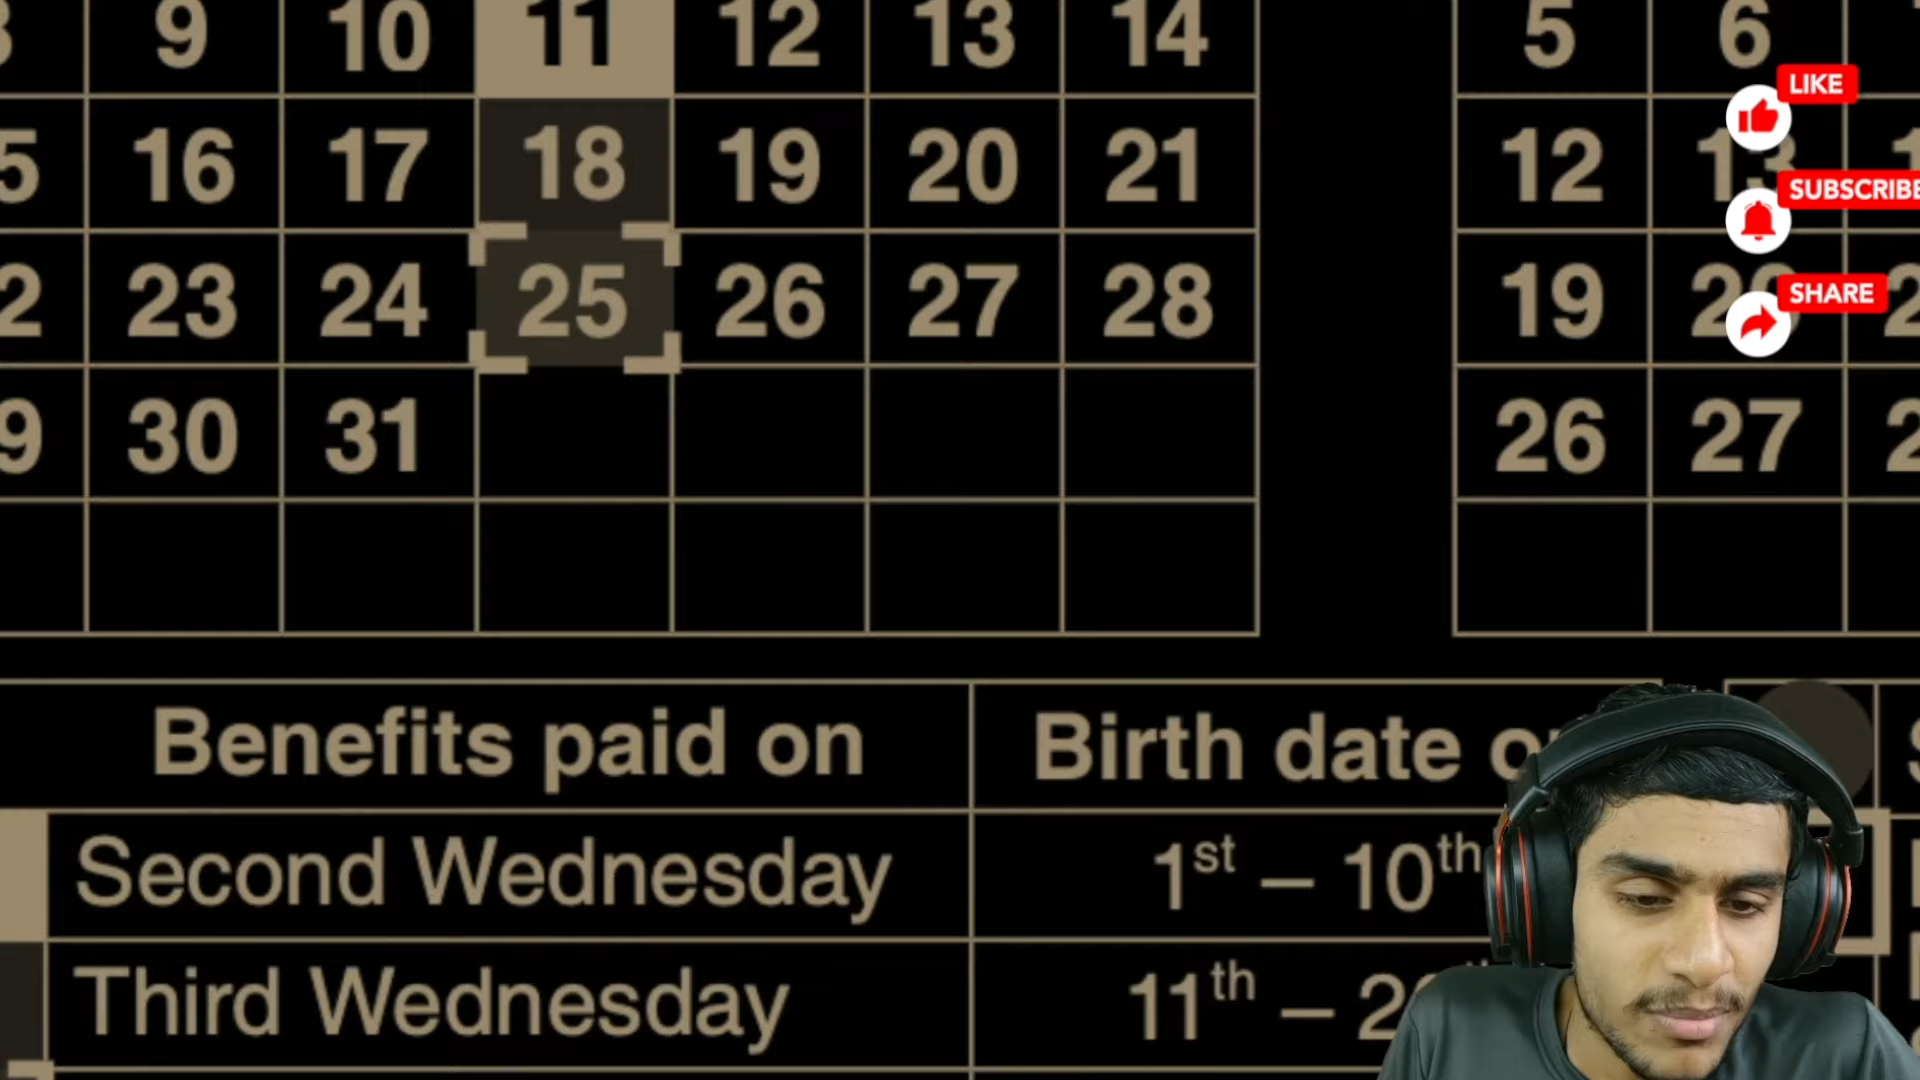 9 10 11 12 13 14 5 6
LIKE
16 17 18 19 20 21 12 13
SUBSCRIBE
23 24 25 26 27 28 19
SHARE
30 31 26 27
Benefits paid on Birth date
Second Wednesday 1st – 10th
Third Wednesday 11th –